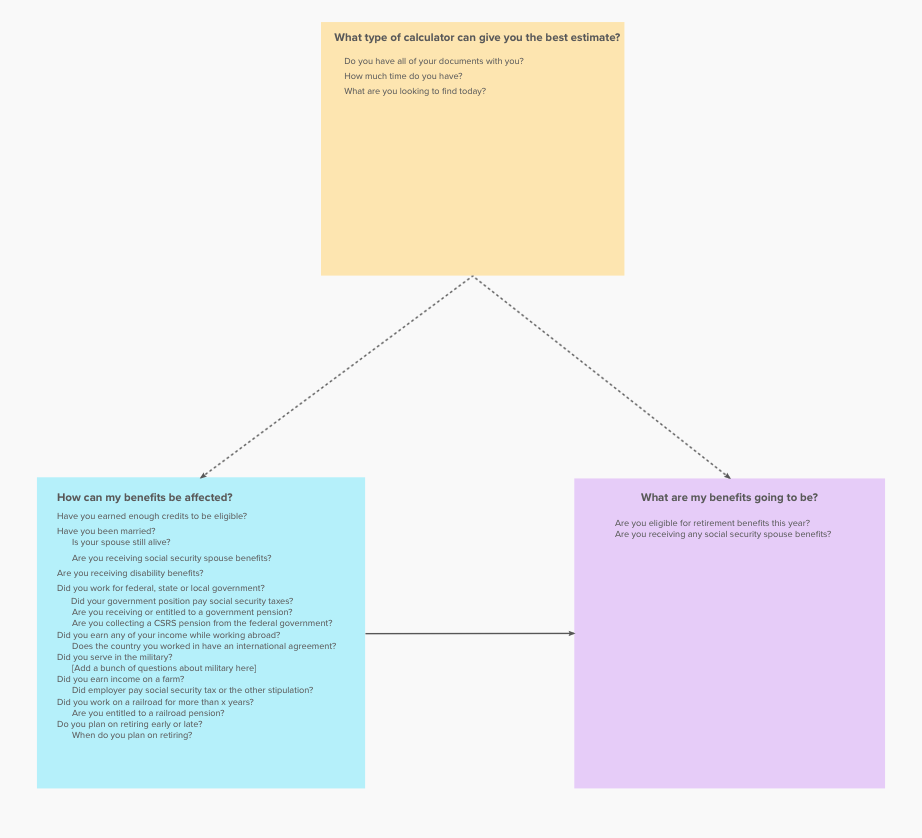 What type of calculator can give you the best estimate?
Do you have all of your documents with you?
How much time do you have?
What are you looking to find today?
How can my benefits be affected?
Have you earned enough credits to be eligible?
Have you been married?
Is your spouse still alive?
Are you receiving social security spouse benefits?
Are you receiving disability benefits?
Did you work for federal, state or local government?
Did your government position pay social security taxes?
Are you receiving or entitled to a government pension?
Are you collecting a CSRS pension from the federal government?
Did you earn any of your income while working abroad?
Does the country you worked in have an international agreement?
Did you serve in the military?
[Add a bunch of questions about military here]
Did you earn income on a farm?
Did employer pay social security tax or the other stipulation?
Did you work on a railroad for more than x years?
Are you entitled to a railroad pension?
Do you plan on retiring early or late?
When do you plan on retiring?
What are my benefits going to be?
Are you eligible for retirement benefits this year?
Are you receiving any social security spouse benefits?